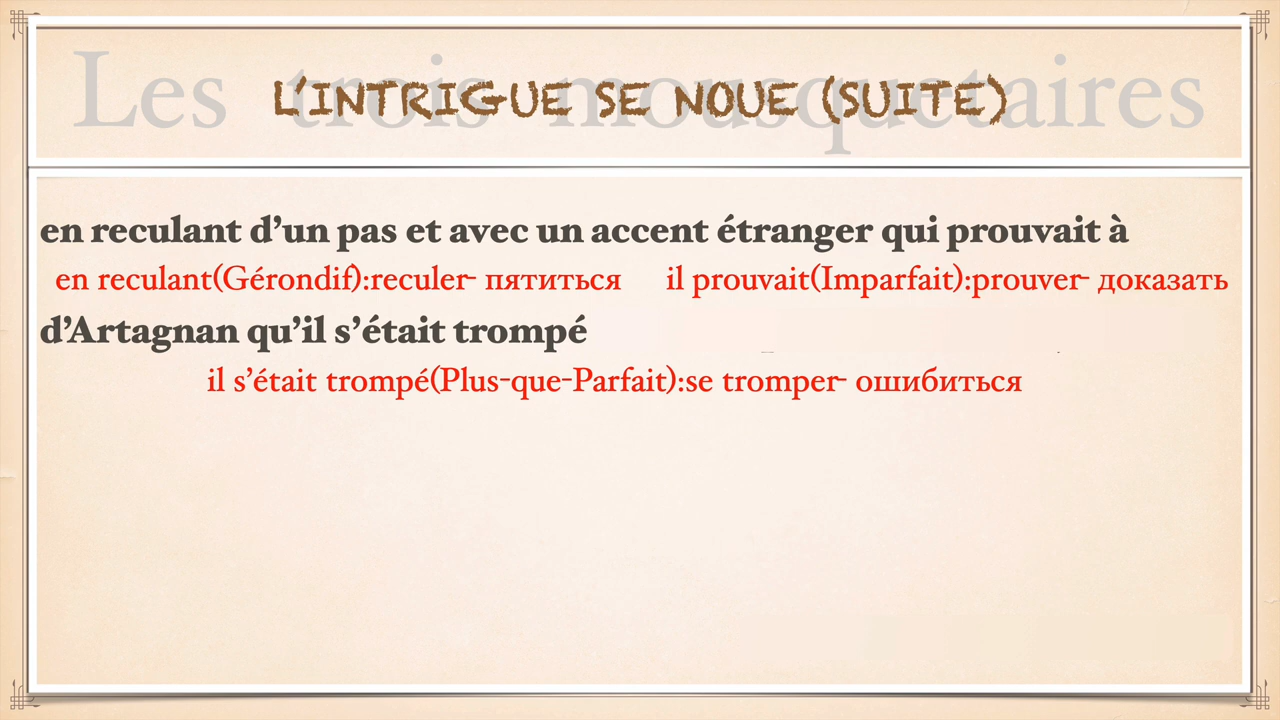 Les trois mousquetaires
L'INTRIGUE SE NOUE (SUITE)
en reculant d’un pas et avec un accent étranger qui prouvait à
en reculant(Gérondif):reculer- пятиться il prouvait(Imparfait):prouver- доказать
d’Artagnan qu’il s’était trompé
il s’était trompé(Plus-que-Parfait):se tromper- ошибиться